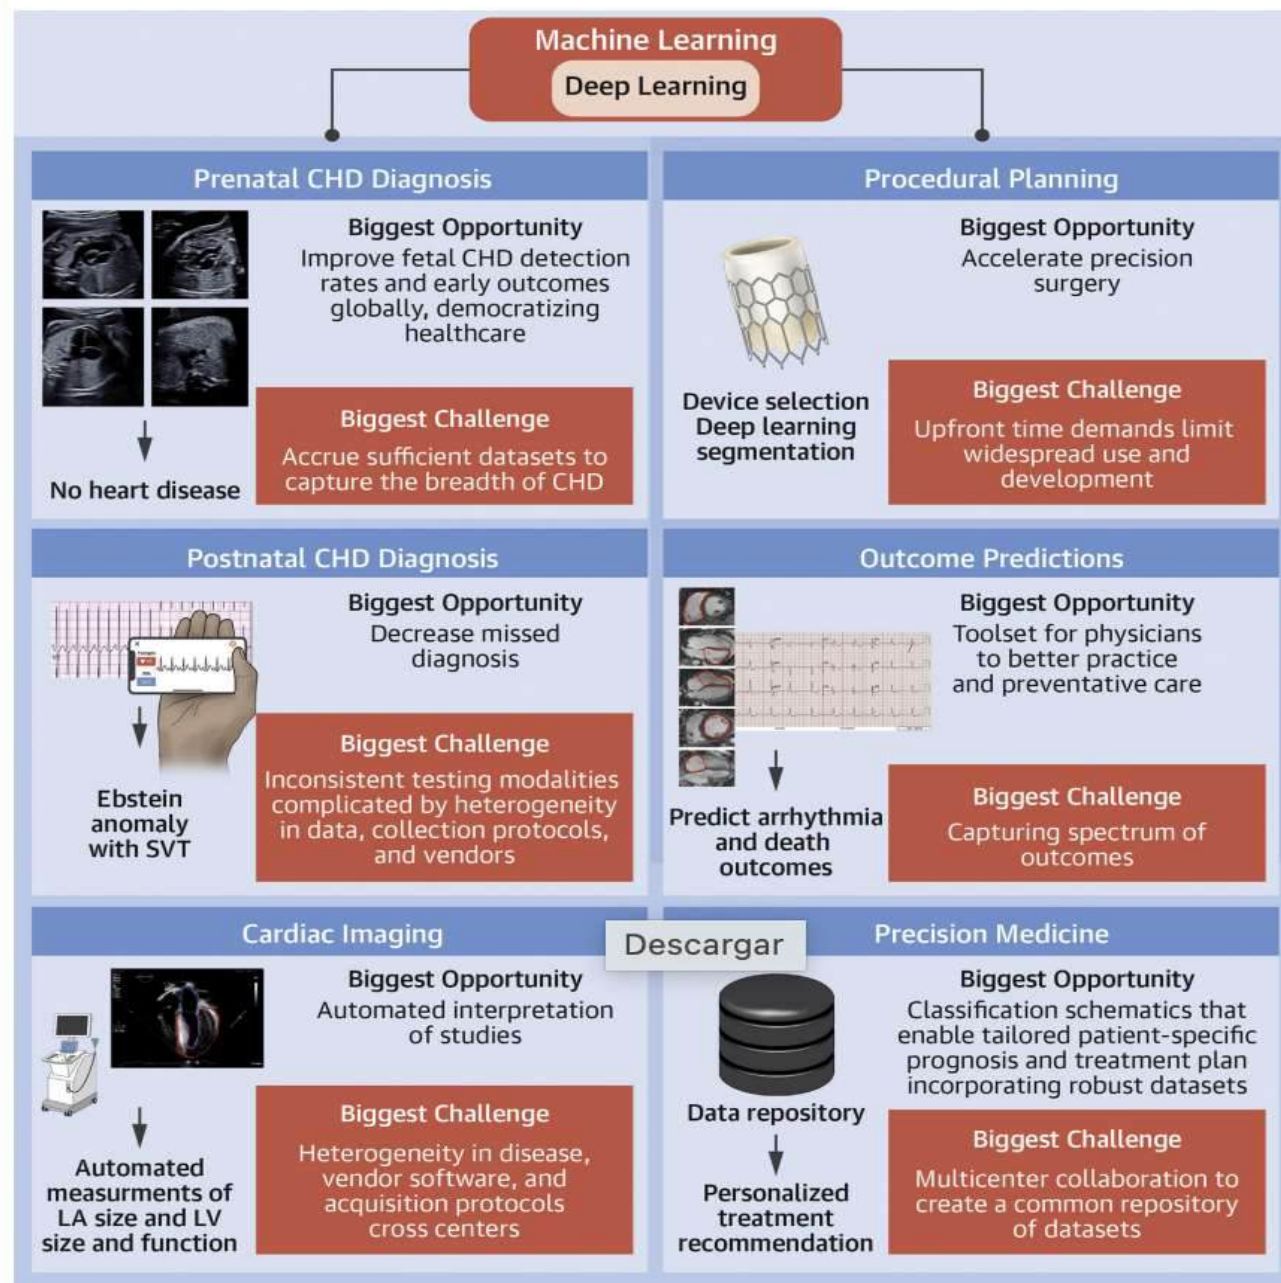 Machine Learning
Deep Learning
Prenatal CHD Diagnosis
Biggest Opportunity
Improve fetal CHD detection
rates and early outcomes
globally, democratizing
healthcare
No heart disease
Biggest Challenge
Accrue sufficient datasets to
capture the breadth of CHD
Procedural Planning
Biggest Opportunity
Accelerate precision
surgery
Device selection
Deep learning
segmentation
Biggest Challenge
Upfront time demands limit
widespread use and
development
Postnatal CHD Diagnosis
Biggest Opportunity
Decrease missed
diagnosis
Ebstein
anomaly
with SVT
Biggest Challenge
Inconsistent testing modalities
complicated by heterogeneity
in data, collection protocols,
and vendors
Outcome Predictions
Biggest Opportunity
Toolset for physicians
to better practice
and preventative care
Predict arrhythmia
and death
outcomes
Biggest Challenge
Capturing spectrum of
outcomes
Cardiac Imaging
Biggest Opportunity
Automated interpretation
of studies
Automated
measurments of
LA size and LV
size and function
Biggest Challenge
Heterogeneity in disease,
vendor software, and
acquisition protocols
cross centers
Descargar
Precision Medicine
Biggest Opportunity
Classification schematics that
enable tailored patient-specific
prognosis and treatment plan
incorporating robust datasets
Data repository
Personalized
treatment
recommendation
Biggest Challenge
Multicenter collaboration to
create a common repository
of datasets